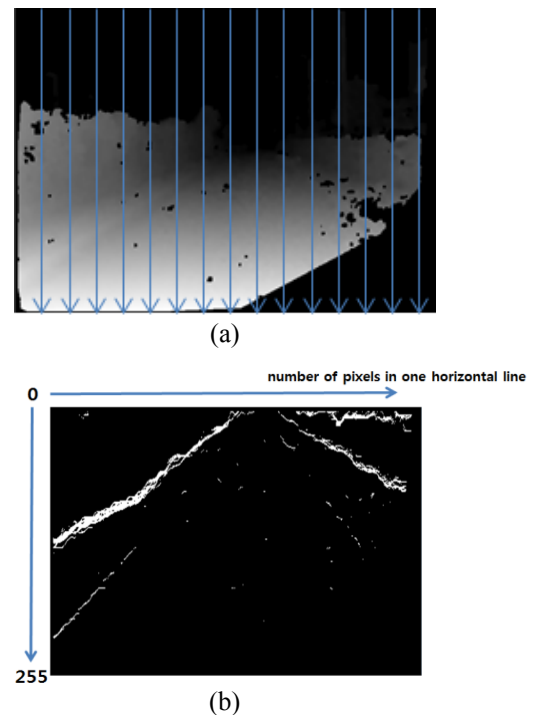 (a)
number of pixels in one horizontal line
0
255
(b)